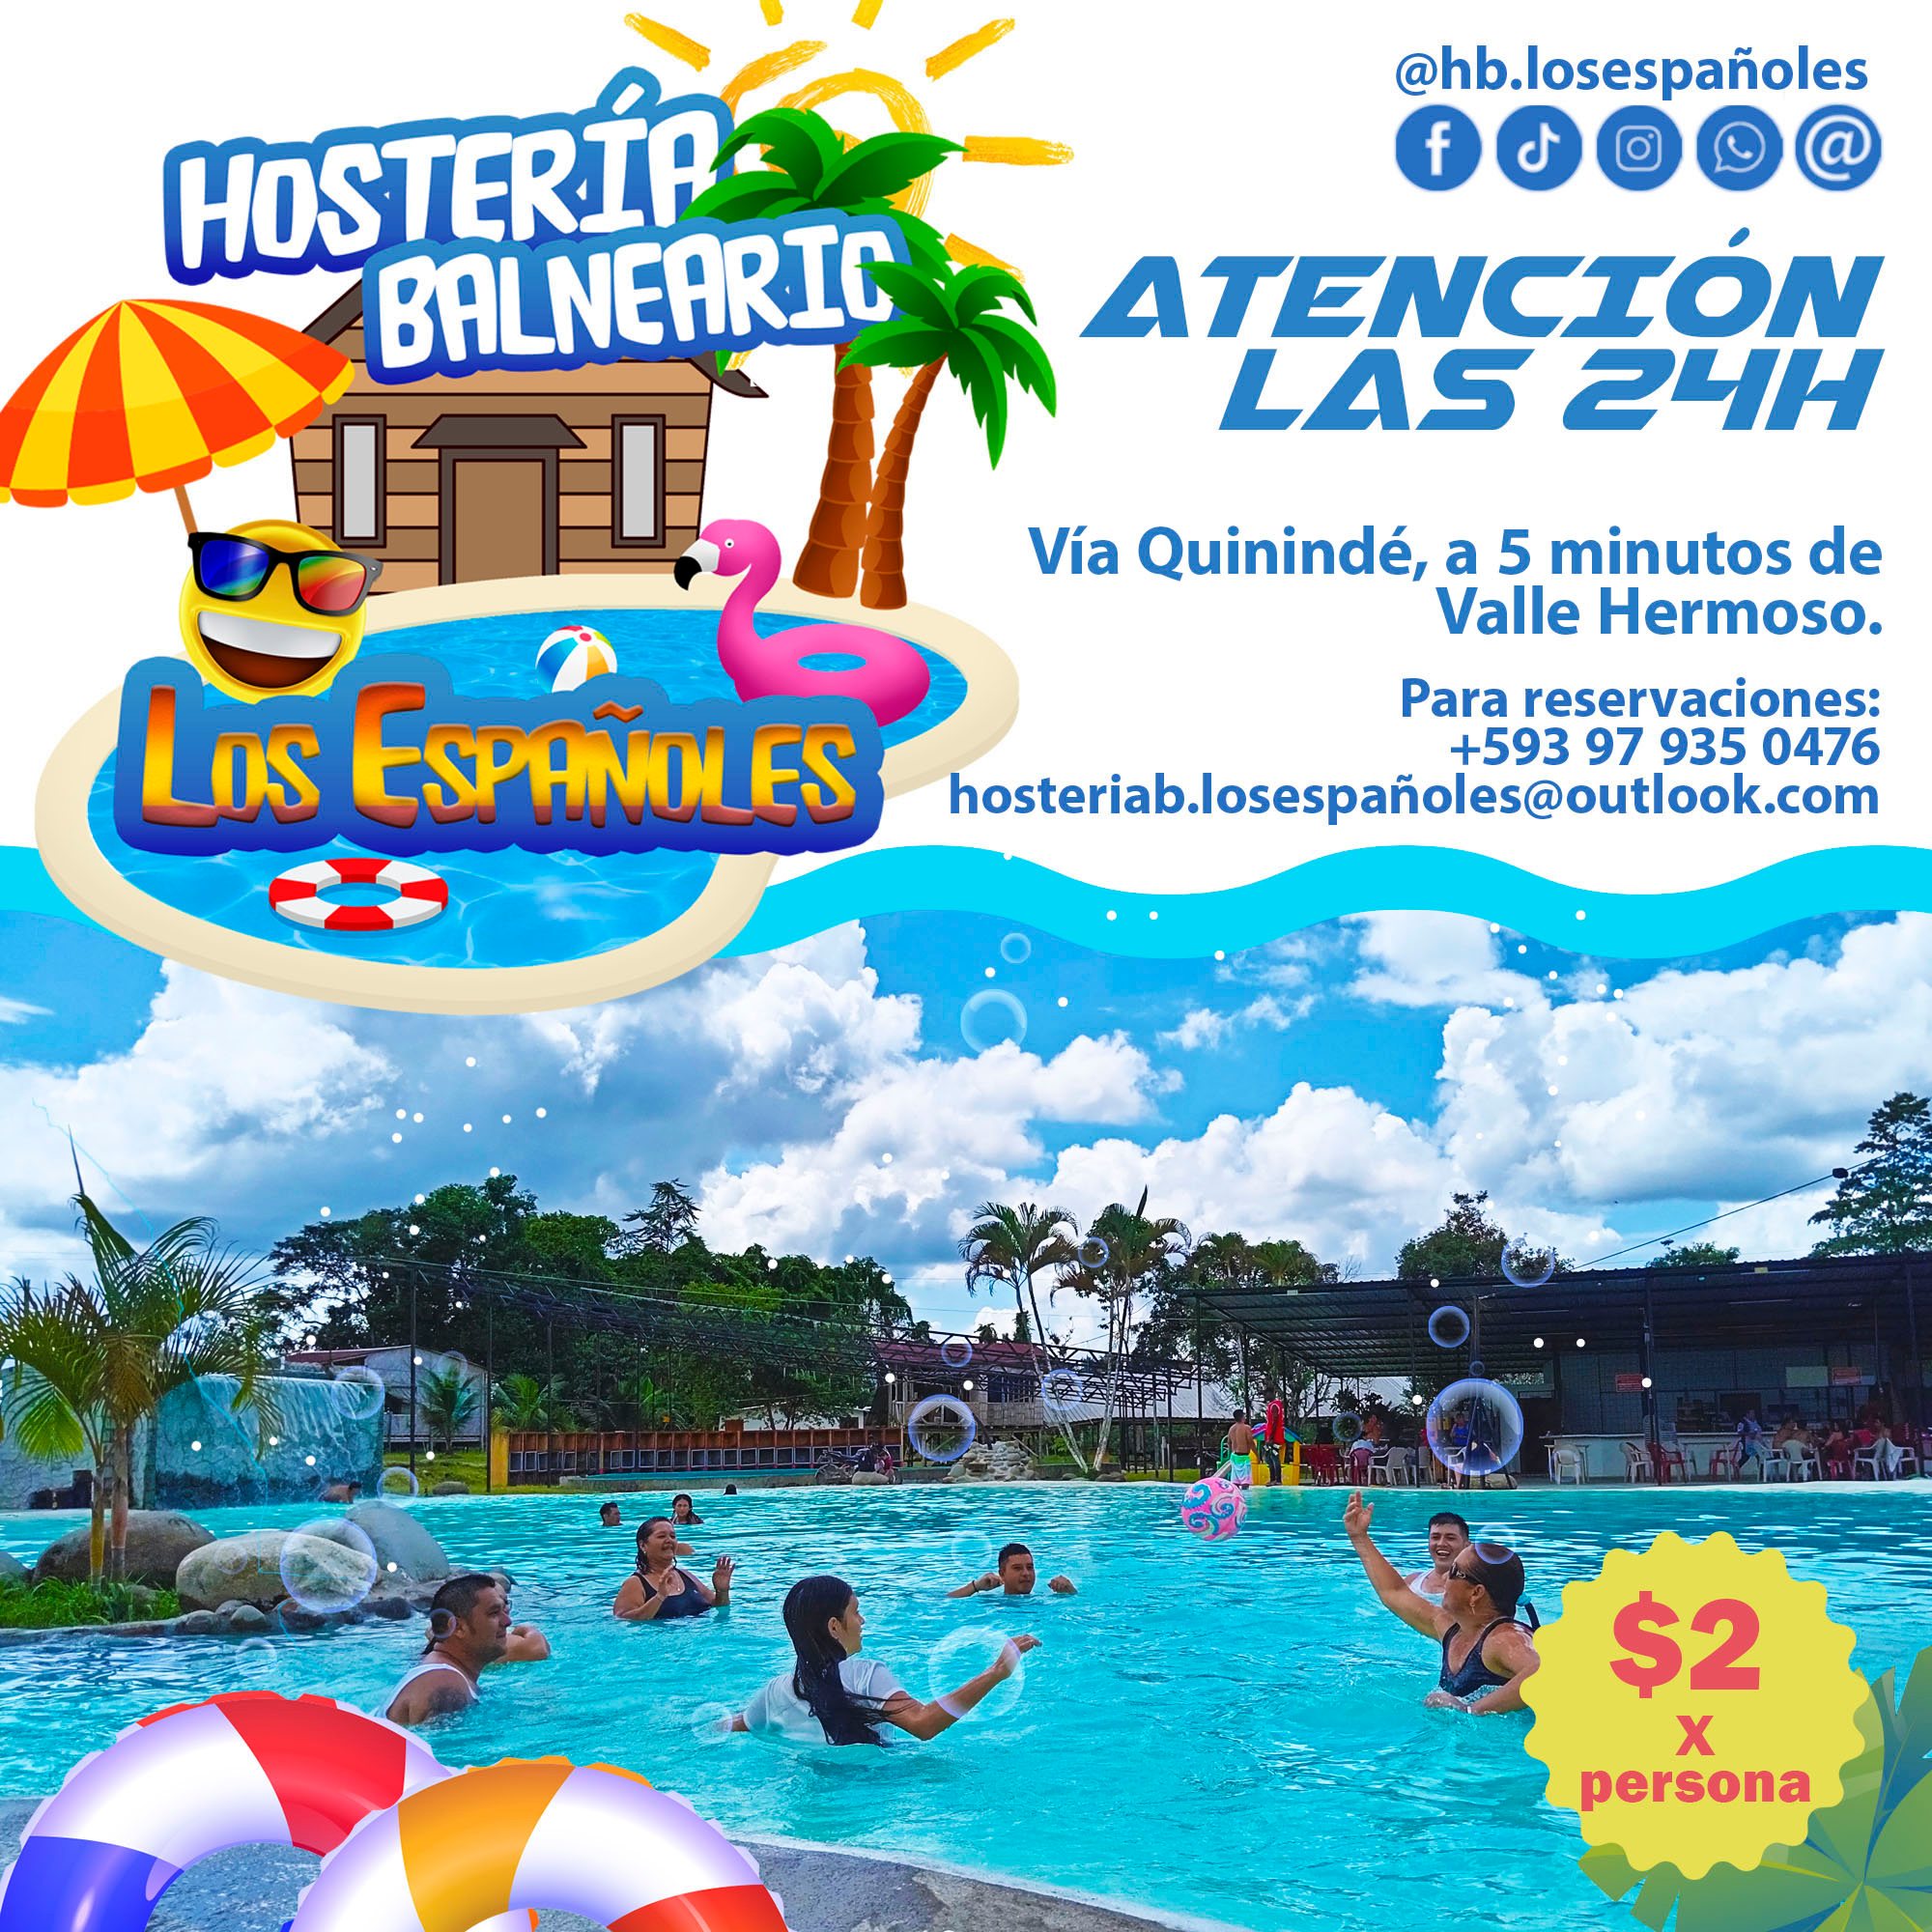 HOSTERÍA
BALNEARIO
LOS ESPAÑOLES
@hb.losespañoles
ATENCIÓN
LAS 24H
Vía Quinindé, a 5 minutos de
Valle Hermoso.
Para reservaciones:
+593 97 935 0476
hosteriab.losespañoles@outlook.com
$2
x
persona